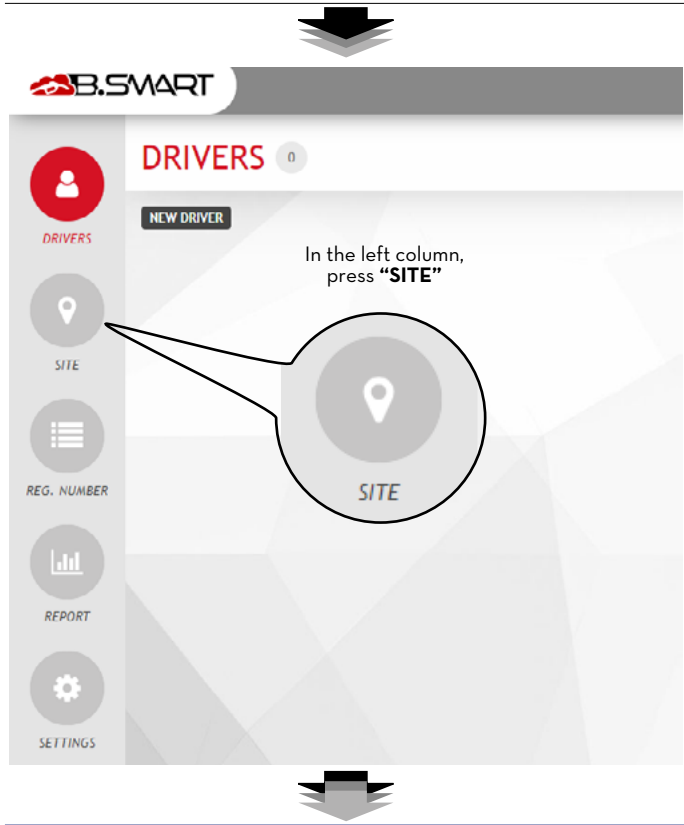 B.SMART
DRIVERS 0
NEW DRIVER
DRIVERS
In the left column,
press “SITE”
SITE
SITE
REG. NUMBER
REPORT
SETTINGS